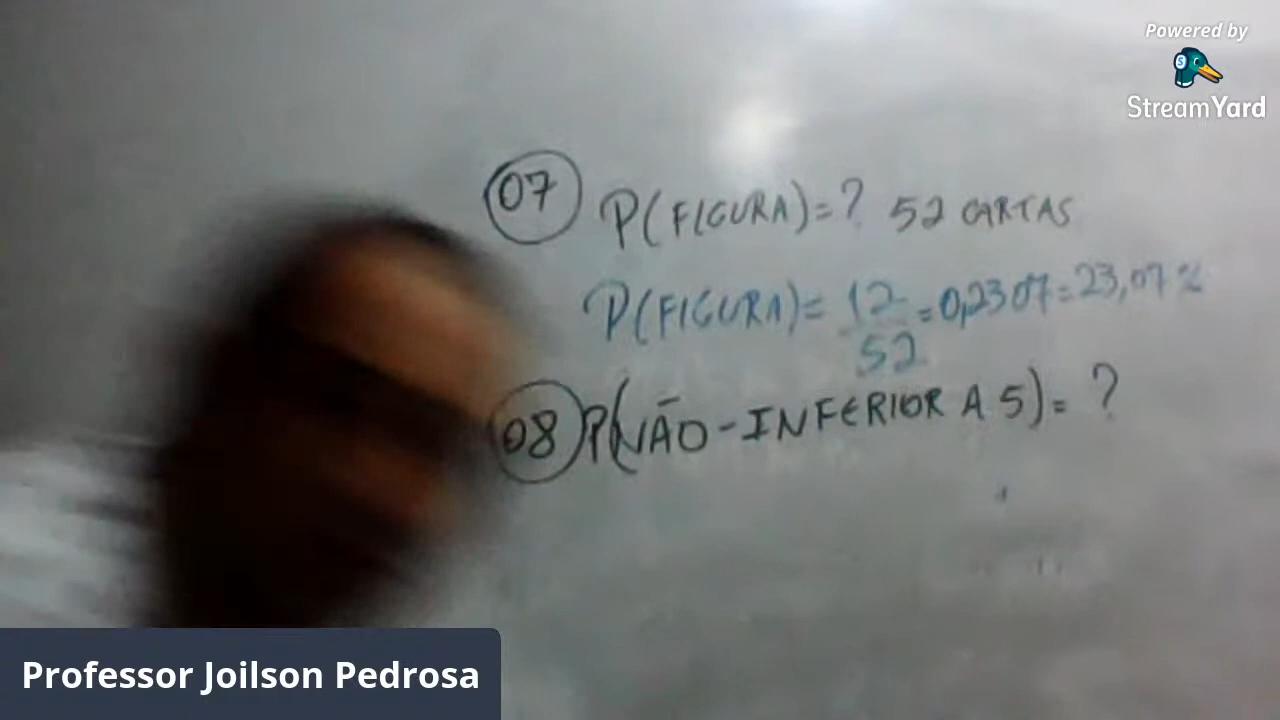 Powered by
StreamYard
07 P(FIGURA)=? 52 CARTAS
P(FIGURA)= 12/52 =0,2307=23,07%
08 P(NÃO-INFERIOR A 5)= ?
Professor Joilson Pedrosa